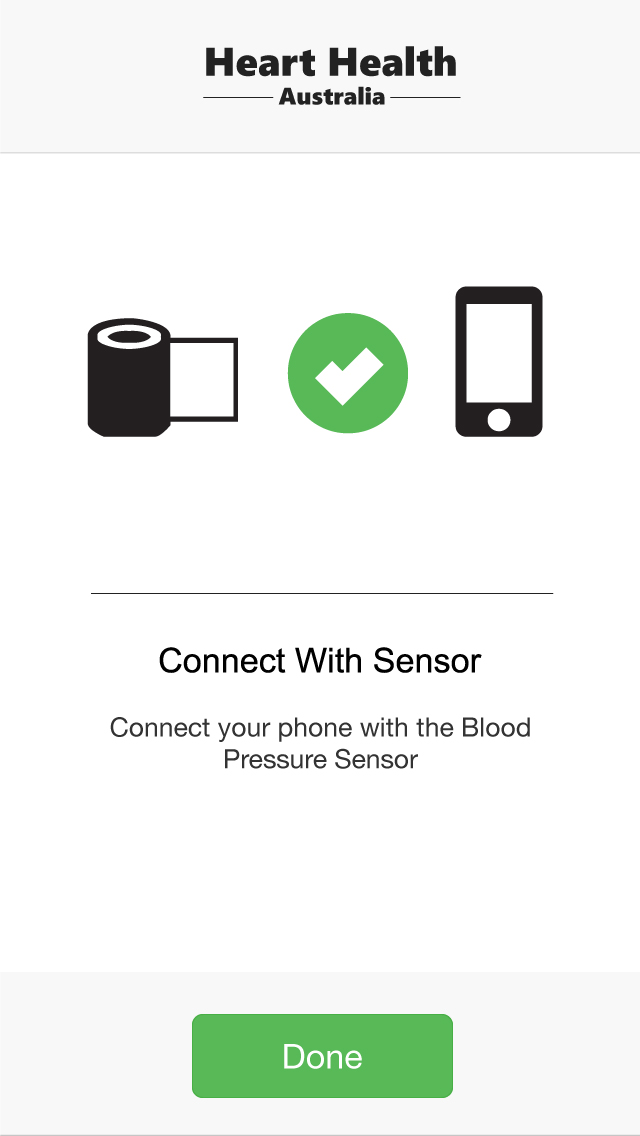 Heart Health
Australia
Connect With Sensor
Connect your phone with the Blood
Pressure Sensor
Done